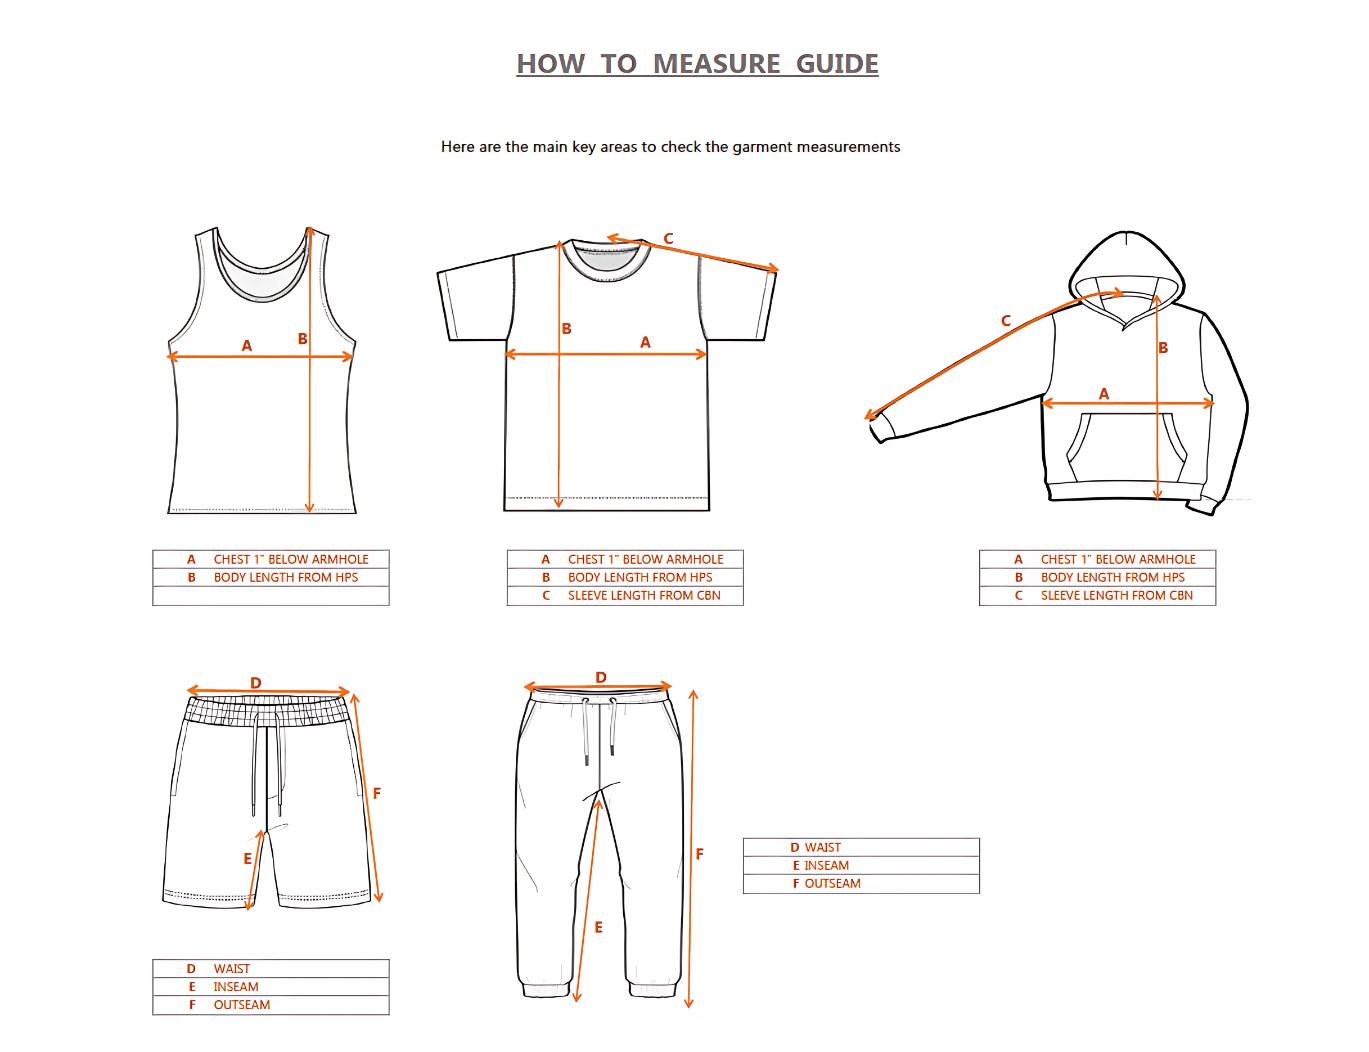 HOW TO MEASURE GUIDE
Here are the main key areas to check the garment measurements
A
B
A CHEST 1" BELOW ARMHOLE
B BODY LENGTH FROM HPS
C
B
A
A CHEST 1" BELOW ARMHOLE
B BODY LENGTH FROM HPS
C SLEEVE LENGTH FROM CBN
C
B
A
A CHEST 1" BELOW ARMHOLE
B BODY LENGTH FROM HPS
C SLEEVE LENGTH FROM CBN
D
F
E
D WAIST
E INSEAM
F OUTSEAM
D
F
E
D WAIST
E INSEAM
F OUTSEAM